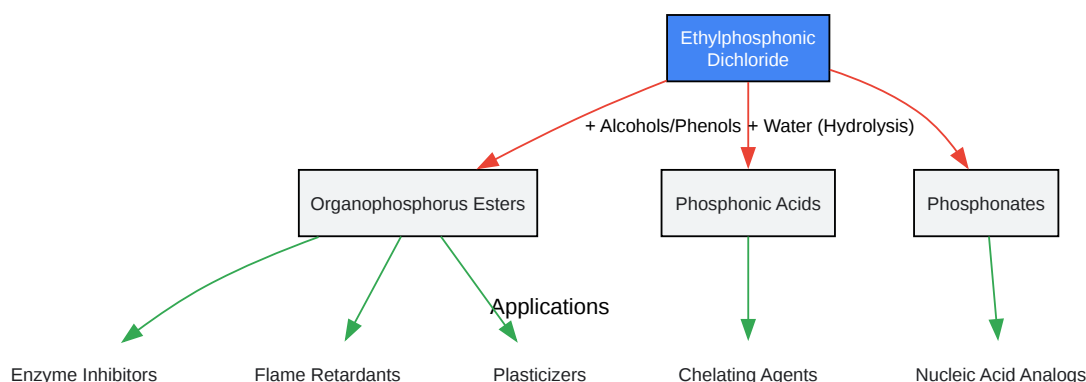 Ethylphosphonic
Dichloride
+ Alcohols/Phenols
+ Water (Hydrolysis)
Organophosphorus Esters
Phosphonic Acids
Phosphonates
Applications
Enzyme Inhibitors
Flame Retardants
Plasticizers
Chelating Agents
Nucleic Acid Analogs